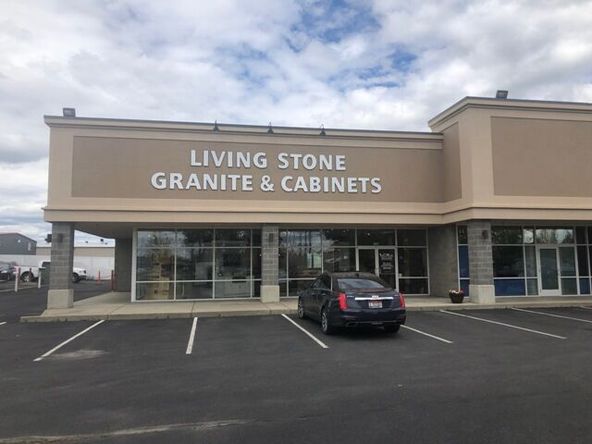 LIVING STONE
GRANITE & CABINETS